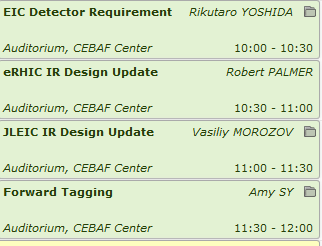 EIC Detector Requirement Rikutaro YOSHIDA
Auditorium, CEBAF Center 10:00 - 10:30
eRHIC IR Design Update Robert PALMER
Auditorium, CEBAF Center 10:30 - 11:00
JLEIC IR Design Update Vasiliy MOROZOV
Auditorium, CEBAF Center 11:00 - 11:30
Forward Tagging Amy SY
Auditorium, CEBAF Center 11:30 - 12:00